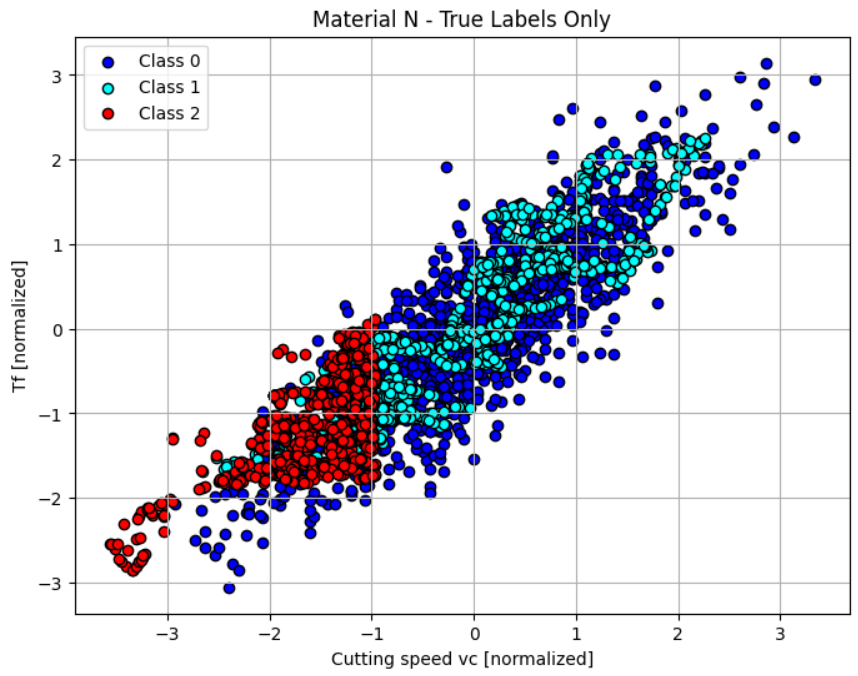 Material N - True Labels Only
Class 0
Class 1
Class 2
3
2
1
0
−1
−2
−3
Tf [normalized]
−3
−2
−1
0
1
2
3
Cutting speed vc [normalized]